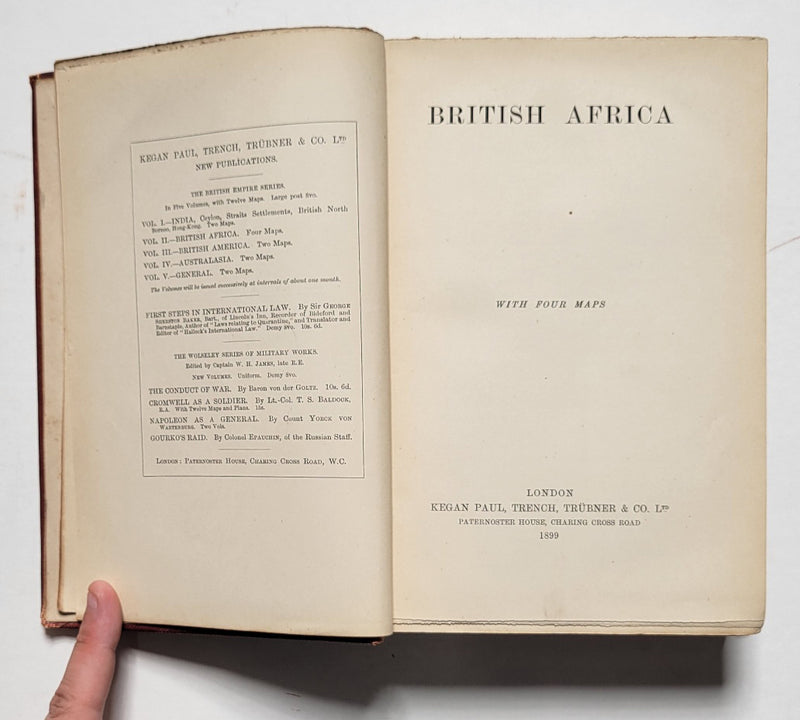 KEGAN PAUL, TRENCH, TRÜBNER & CO. LTD
NEW PUBLICATIONS.
THE BRITISH EMPIRE SERIES.
In Five Volumes, with Twelve Maps. Large post 8vo.
VOL. I.—INDIA, Ceylon, Straits Settlements, British North
Borneo, Hong-Kong. Two Maps.
VOL. II.—BRITISH AFRICA. Four Maps.
VOL. III.—BRITISH AMERICA. Two Maps.
VOL. IV.—AUSTRALASIA. Two Maps.
VOL. V.—GENERAL. Two Maps.
The Volumes will be issued successively at intervals of about one month.
FIRST STEPS IN INTERNATIONAL LAW. By Sir GEORGE
SHERSTON BAKER, Bart., of Lincoln's Inn, Recorder of Bideford and
Barnstaple, Author of "Laws relating to Quarantine," and Translator and
Editor of "Halleck's International Law." Demy 8vo. 10s. 6d.
THE WOLSELEY SERIES OF MILITARY WORKS.
Edited by Captain W. H. JAMES, late R.E.
NEW VOLUMES. Uniform. Demy 8vo.
THE CONDUCT OF WAR. By Baron von der GOLTZ. 10s. 6d.
CROMWELL AS A SOLDIER. By Lt.-Col. T. S. BALDOCK,
R.A. With Twelve Maps and Plans. 15s.
NAPOLEON AS A GENERAL. By Count YORCK VON
WARTENBURG. Two Vols.
GOURKO'S RAID. By Colonel EPAUCHIN, of the Russian Staff.
LONDON: PATERNOSTER HOUSE, CHARING CROSS ROAD, W.C.
BRITISH AFRICA
WITH FOUR MAPS
LONDON
KEGAN PAUL, TRENCH, TRÜBNER & CO. LTD
PATERNOSTER HOUSE, CHARING CROSS ROAD
1899